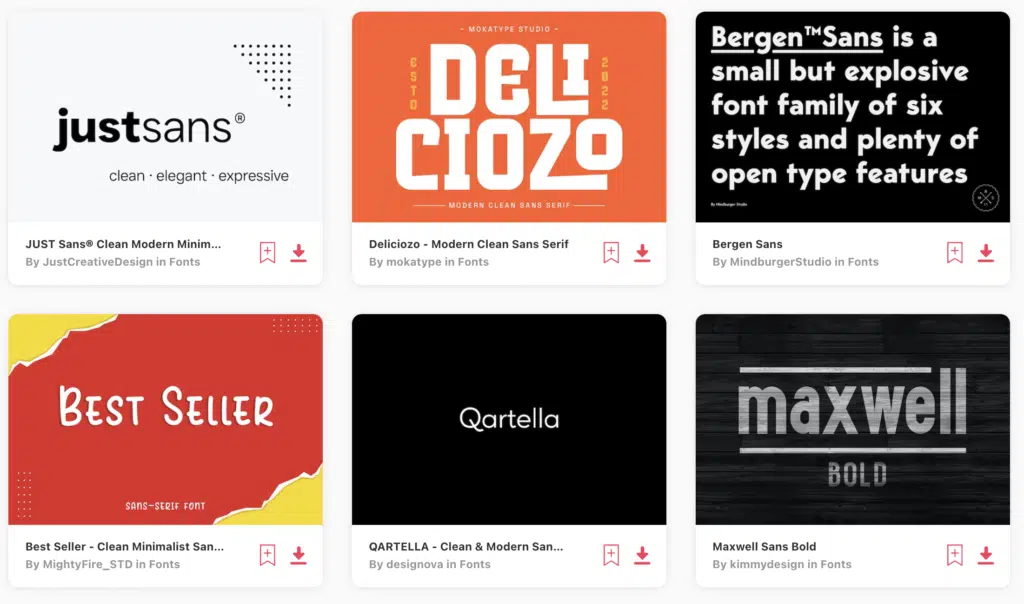 justsans®
clean · elegant · expressive
JUST Sans® Clean Modern Minim...
By JustCreativeDesign in Fonts
– MOKATYPE STUDIO –
ESTD
2022
DELI
CIOZO
MODERN CLEAN SANS SERIF
Deliciozo - Modern Clean Sans Serif
By mokatype in Fonts
Bergen™Sans is a
small but explosive
font family of six
styles and plenty of
open type features
By Mindburger Studio
Bergen Sans
By MindburgerStudio in Fonts
BEST SELLER
SANS-SERIF FONT
Best Seller - Clean Minimalist San...
By MightyFire_STD in Fonts
Qartella
QARTELLA - Clean & Modern San...
By designova in Fonts
maxwell
BOLD
Maxwell Sans Bold
By kimmydesign in Fonts